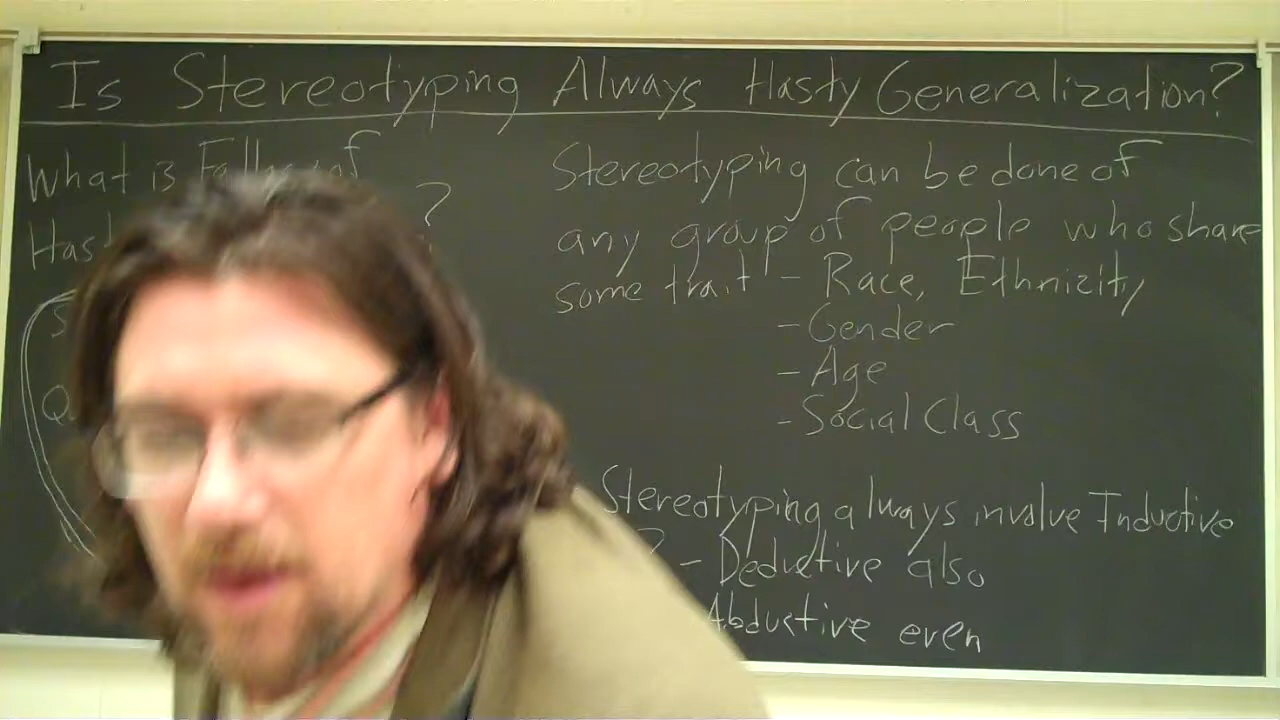 Is Stereotyping Always Hasty Generalization?
What is of
?
Stereotyping can be done of
any group of people who share
some trait - Race, Ethnicity
- Gender
- Age
- Social Class
Stereotyping always involve Inductive
? - Deductive also
Abductive even